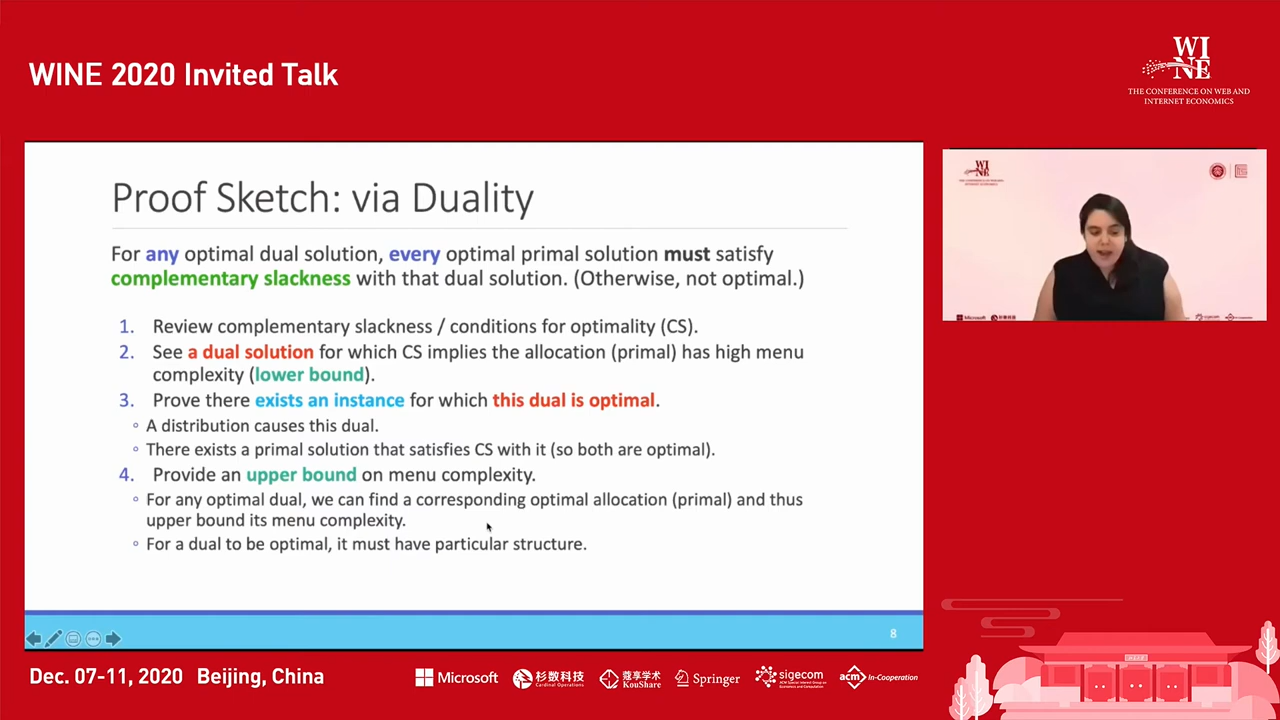 WINE 2020 Invited Talk
WI
NE
THE CONFERENCE ON WEB AND
INTERNET ECONOMICS
Proof Sketch: via Duality
For any optimal dual solution, every optimal primal solution must satisfy
complementary slackness with that dual solution. (Otherwise, not optimal.)
1. Review complementary slackness / conditions for optimality (CS).
2. See a dual solution for which CS implies the allocation (primal) has high menu
complexity (lower bound).
3. Prove there exists an instance for which this dual is optimal.
◦ A distribution causes this dual.
◦ There exists a primal solution that satisfies CS with it (so both are optimal).
4. Provide an upper bound on menu complexity.
◦ For any optimal dual, we can find a corresponding optimal allocation (primal) and thus
upper bound its menu complexity.
◦ For a dual to be optimal, it must have particular structure.
8
WI
NE
Microsoft
Dec. 07-11, 2020 Beijing, China
Microsoft
杉数科技
Cardinal Operations
蔻享学术
KouShare
Springer
sigecom
acm In-Cooperation